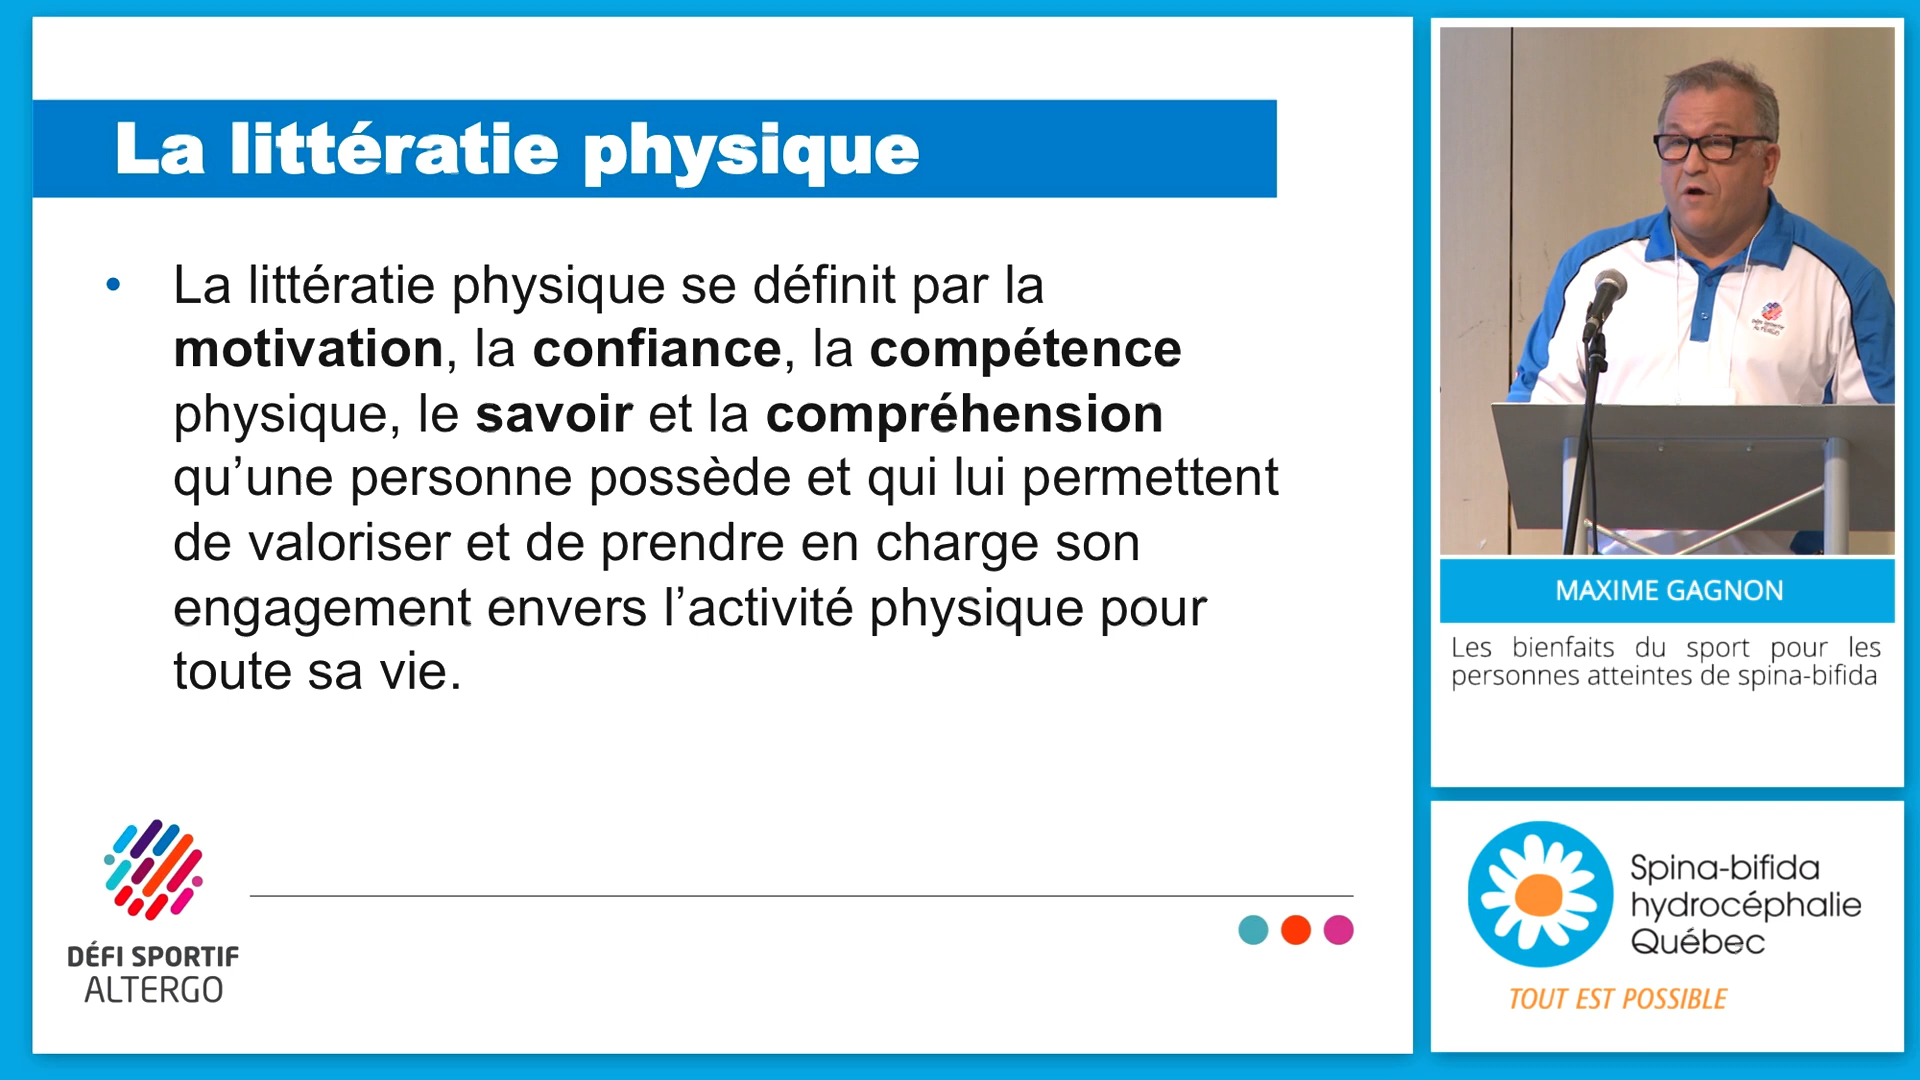 La littératie physique
• La littératie physique se définit par la
motivation, la confiance, la compétence
physique, le savoir et la compréhension
qu’une personne possède et qui lui permettent
de valoriser et de prendre en charge son
engagement envers l’activité physique pour
toute sa vie.
DÉFI SPORTIF
ALTERGO
MAXIME GAGNON
Les bienfaits du sport pour les
personnes atteintes de spina-bifida
Spina-bifida
hydrocéphalie
Québec
TOUT EST POSSIBLE